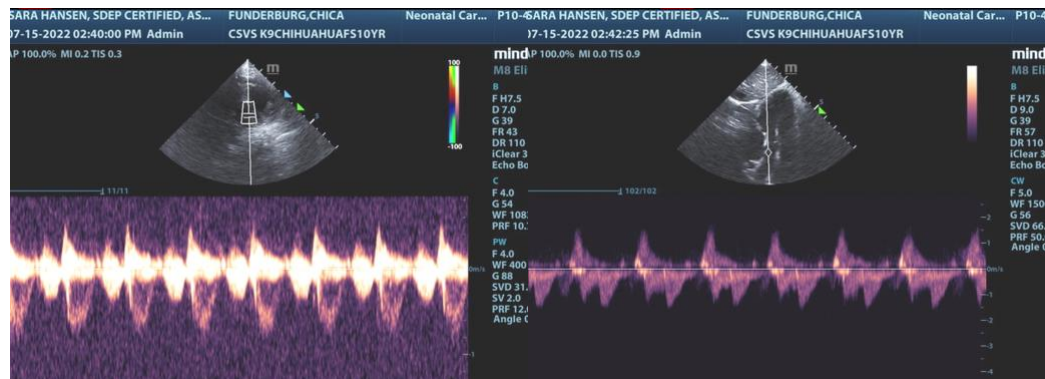 SARA HANSEN, SDEP CERTIFIED, AS... FUNDERBURG,CHICA Neonatal Car... P10-4
07-15-2022 02:40:00 PM Admin CSVS K9CHIHUAHUAFS10YR
AP 100.0% MI 0.2 TIS 0.3
mind
M8 Eli
B
F H7.5
D 7.0
G 39
FR 43
DR 110
iClear 3
Echo Bo
C
F 4.0
G 54
WF 108
PRF 10.
PW
F 4.0
WF 400
G 88
SVD 31.
SV 2.0
PRF 12.
Angle 0
100
-100
m
S
11/11
0m/s
-1
SARA HANSEN, SDEP CERTIFIED, AS... FUNDERBURG,CHICA Neonatal Car... P10-4
07-15-2022 02:42:25 PM Admin CSVS K9CHIHUAHUAFS10YR
AP 100.0% MI 0.0 TIS 0.9
mind
M8 Eli
B
F H7.5
D 9.0
G 39
FR 57
DR 110
iClear 3
Echo Bo
CW
F 5.0
WF 150
G 56
SVD 66.
PRF 50.
Angle 0
m
S
102/102
-2
-1
0m/s
-1
-2
-3
-4